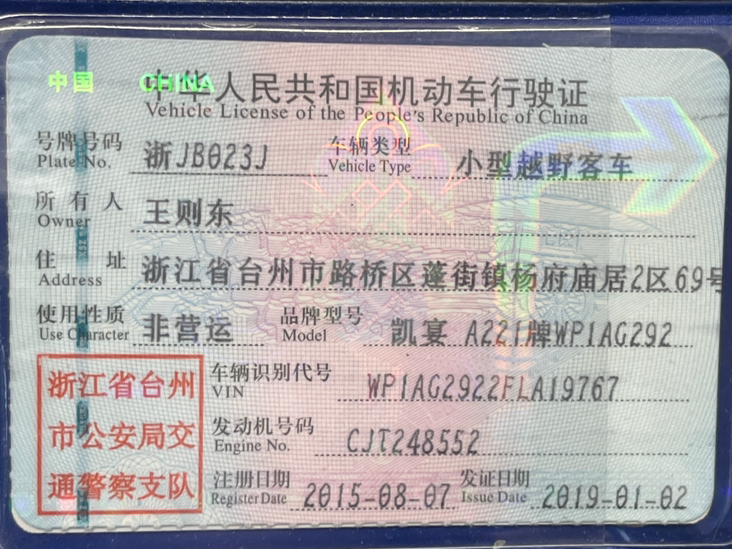 中国 CHINA
中华人民共和国机动车行驶证
Vehicle License of the People's Republic of China
号牌号码 浙JB023J 车辆类型 小型越野客车
Plate No. Vehicle Type
所有人 王则东
Owner
住址 浙江省台州市路桥区蓬街镇杨府庙居2区69号
Address
使用性质 非营运 品牌型号 凯宴 A221牌WP1AG292
Use Character Model
浙江省台州
市公安局交
通警察支队
车辆识别代号 WP1AG2922FLA19767
VIN
发动机号码 CJT248552
Engine No.
注册日期 2015-08-07 发证日期 2019-01-02
Register Date Issue Date